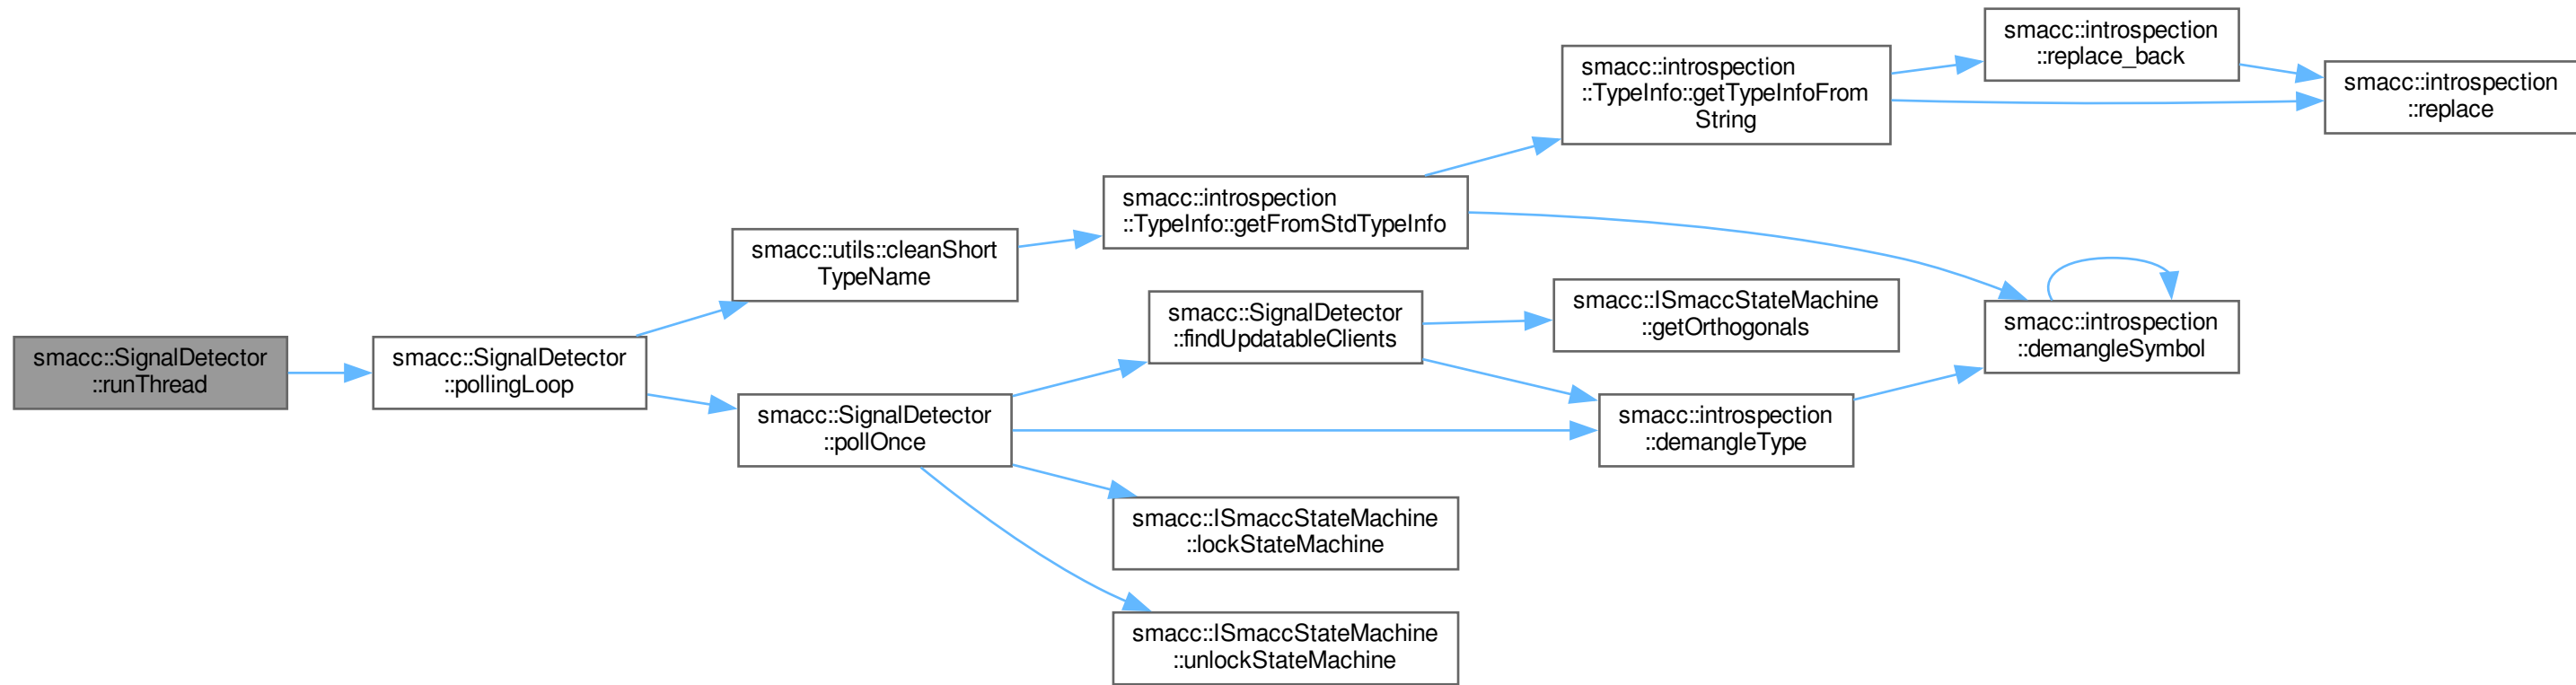 smacc::SignalDetector
::runThread
smacc::SignalDetector
::pollingLoop
smacc::utils::cleanShort
TypeName
smacc::SignalDetector
::pollOnce
smacc::introspection
::TypeInfo::getFromStdTypeInfo
smacc::SignalDetector
::findUpdatableClients
smacc::ISmaccStateMachine
::lockStateMachine
smacc::ISmaccStateMachine
::unlockStateMachine
smacc::introspection
::TypeInfo::getTypeInfoFrom
String
smacc::ISmaccStateMachine
::getOrthogonals
smacc::introspection
::demangleType
smacc::introspection
::replace_back
smacc::introspection
::demangleSymbol
smacc::introspection
::replace